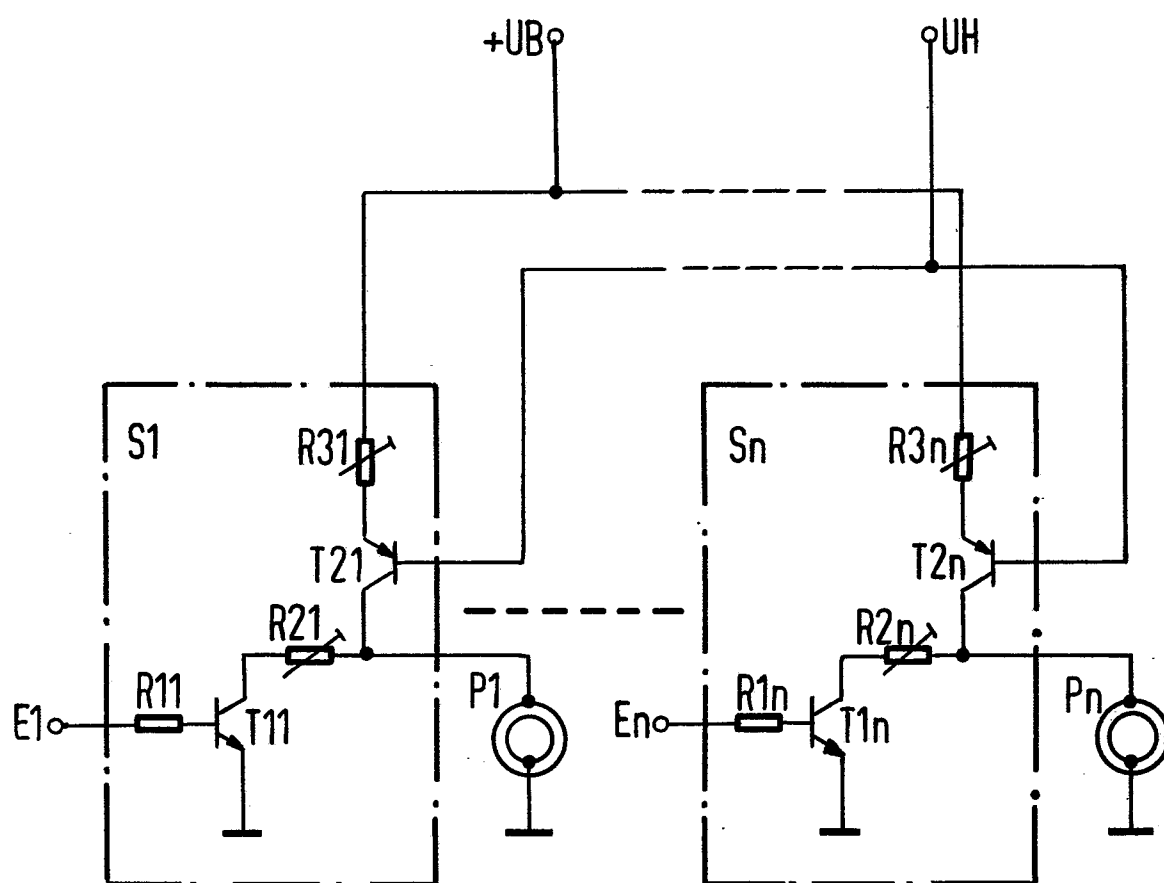 +UB UH
S1 R31 Sn R3n
T21 T2n
R21 R2n
E1 R11 T11 P1 En R1n T1n Pn